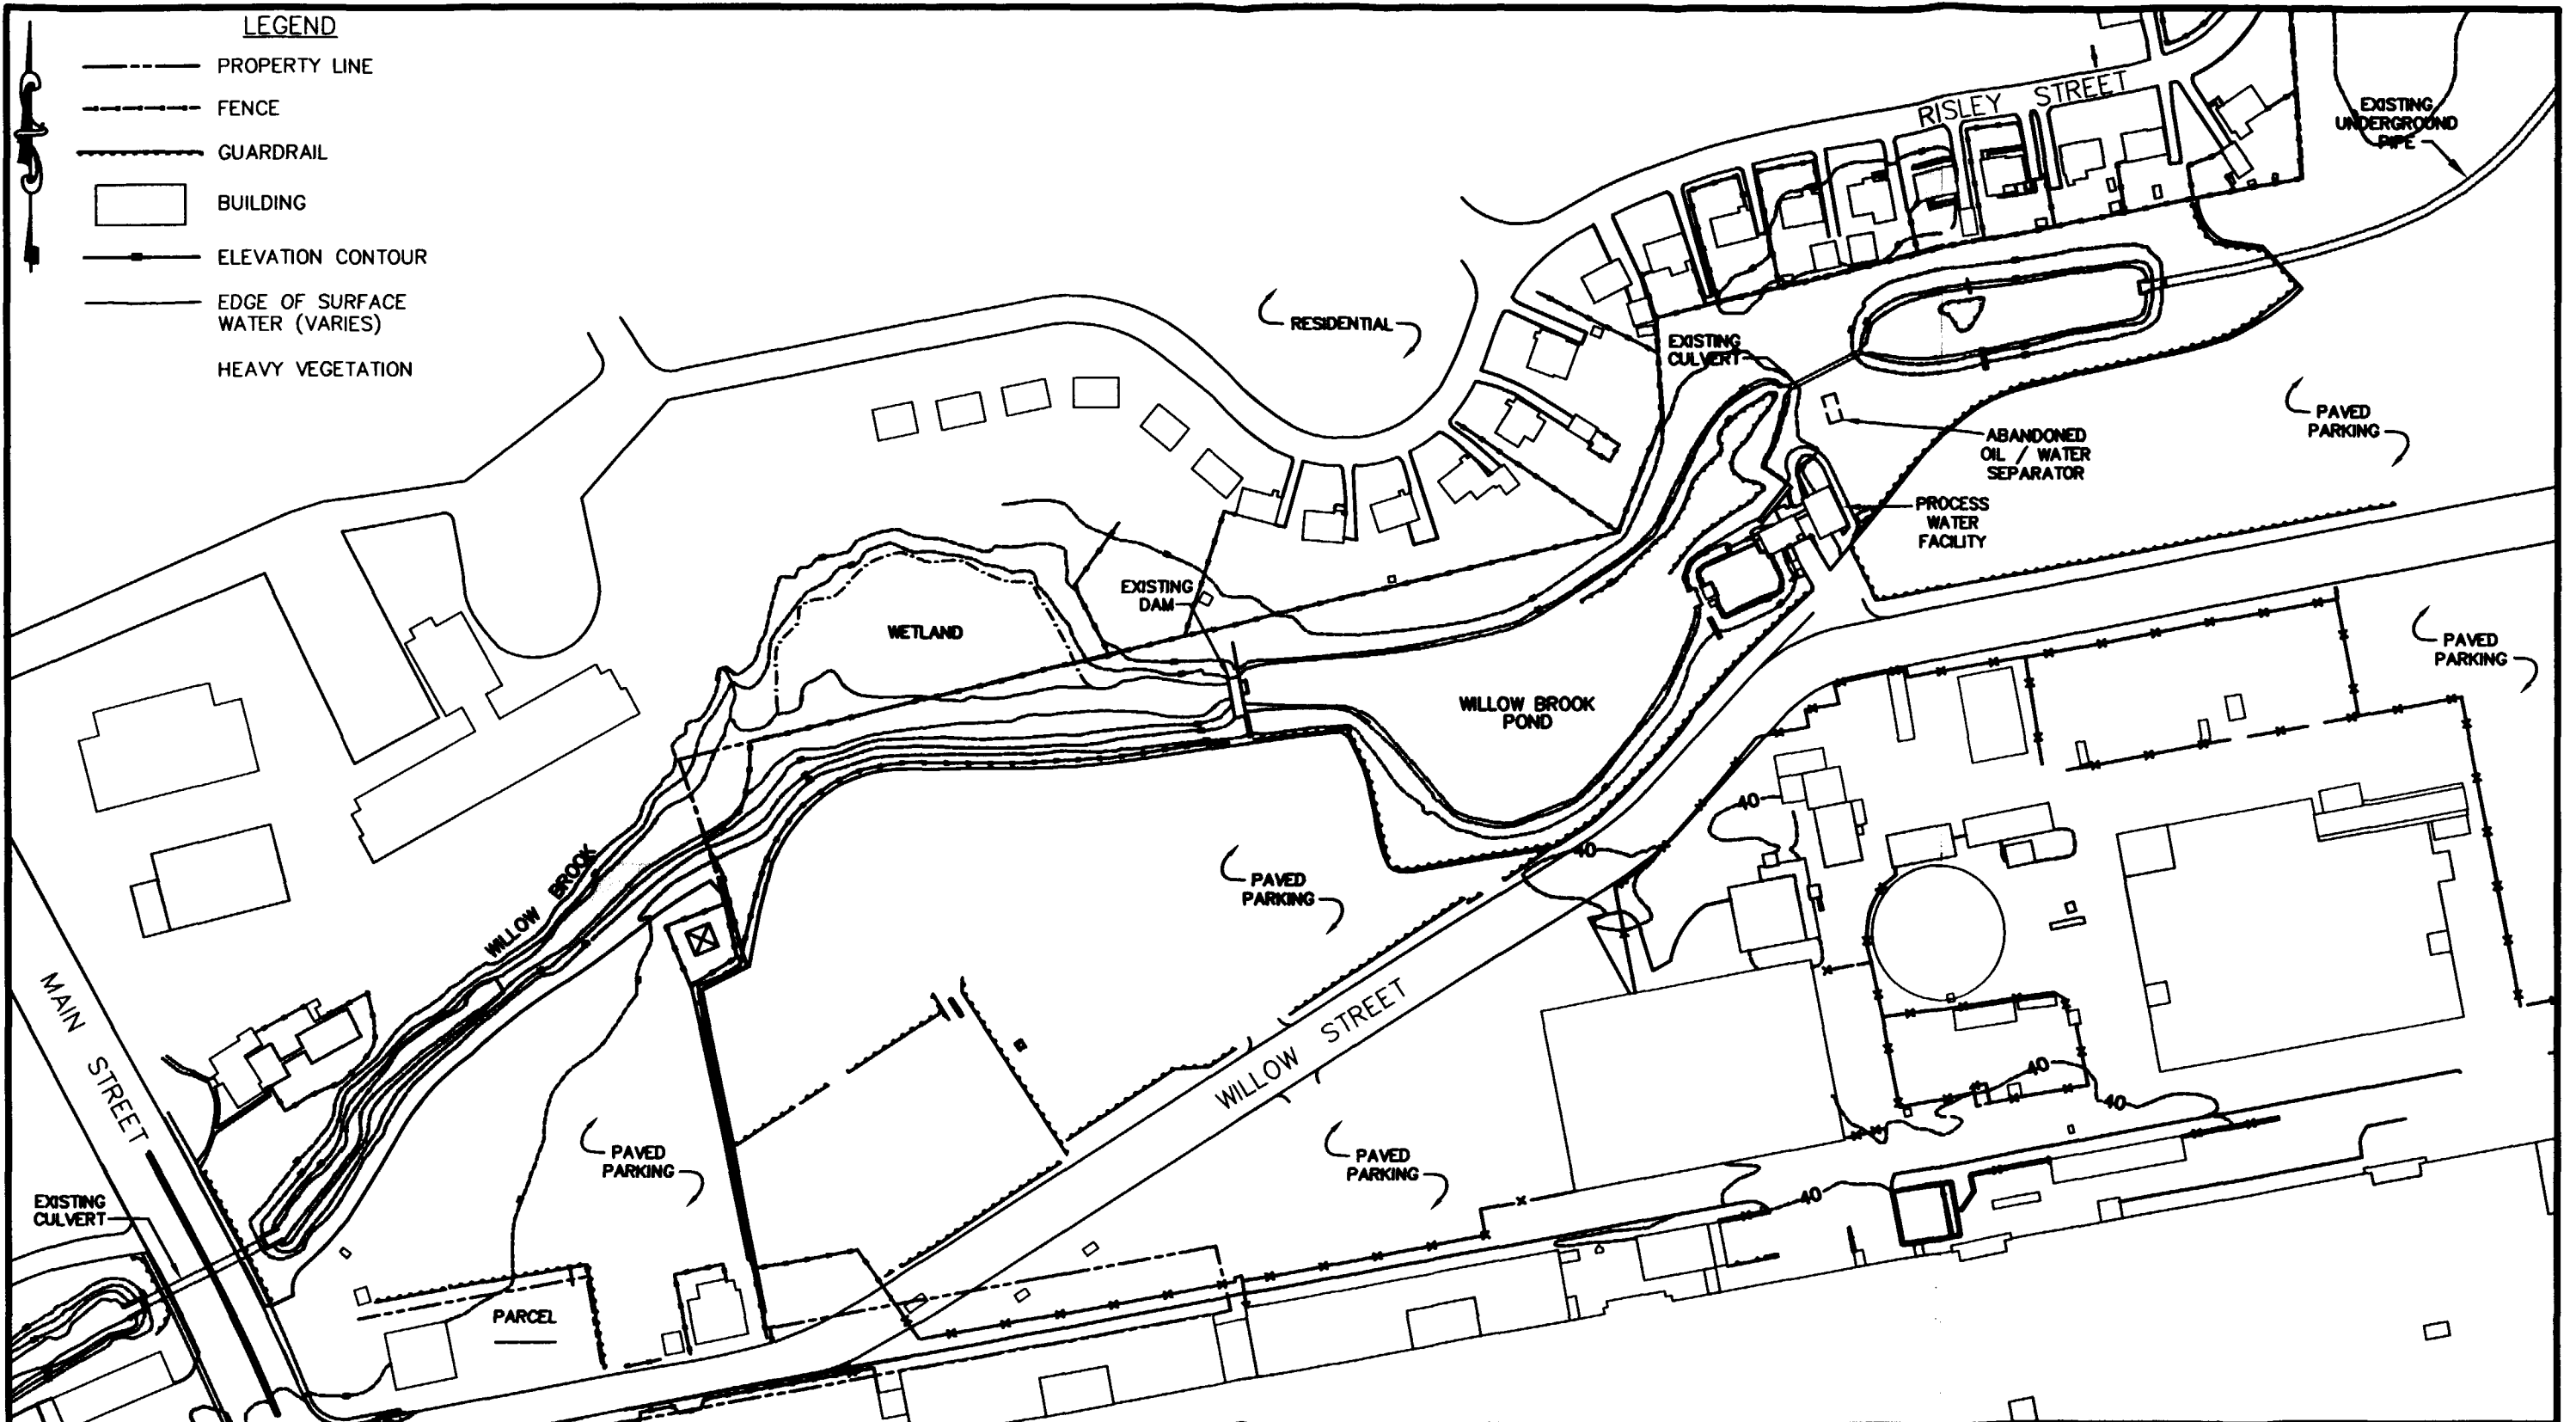 LEGEND
PROPERTY LINE
FENCE
GUARDRAIL
BUILDING
ELEVATION CONTOUR
EDGE OF SURFACE
WATER (VARIES)
HEAVY VEGETATION
RISLEY STREET
EXISTING
UNDERGROUND
PIPE
RESIDENTIAL
EXISTING
CULVERT
PAVED
PARKING
ABANDONED
OIL / WATER
SEPARATOR
PROCESS
WATER
FACILITY
EXISTING
DAM
WETLAND
PAVED
PARKING
WILLOW BROOK
POND
40
40
WILLOW BROOK
PAVED
PARKING
MAIN STREET
WILLOW STREET
40
40
PAVED
PARKING
PAVED
PARKING
40
EXISTING
CULVERT
PARCEL